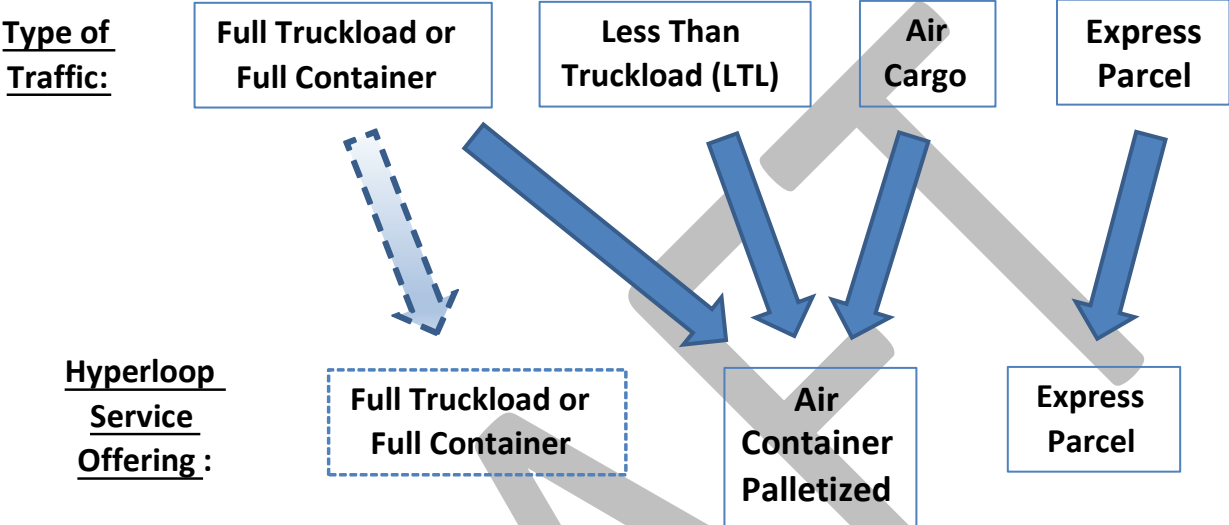 Type of
Traffic:
Full Truckload or
Full Container
Less Than
Truckload (LTL)
Air
Cargo
Express
Parcel
Hyperloop
Service
Offering :
Full Truckload or
Full Container
Air
Container
Palletized
Express
Parcel